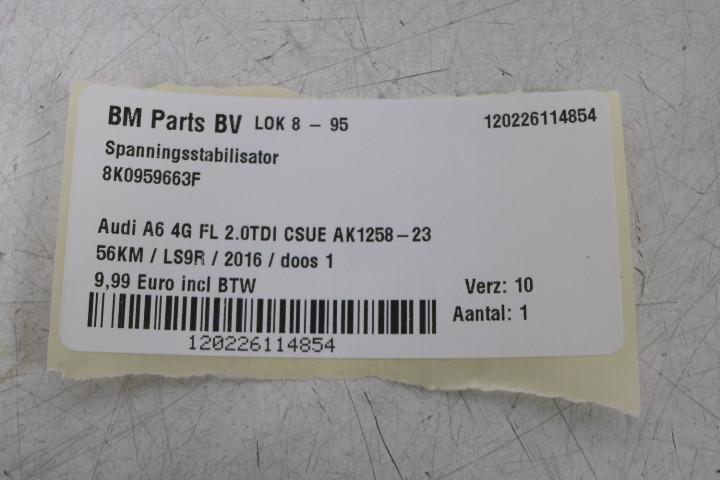 BM Parts BV LOK 8 - 95 120226114854
Spanningsstabilisator
8K0959663F
Audi A6 4G FL 2.0TDI CSUE AK1258-23
56KM / LS9R / 2016 / doos 1
9,99 Euro incl BTW Verz: 10
Aantal: 1
120226114854